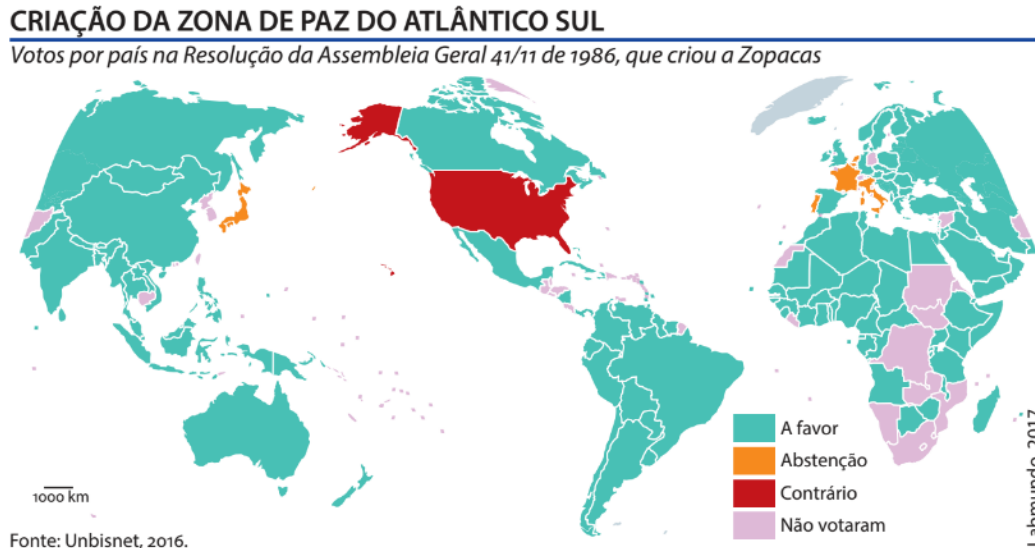 CRIAÇÃO DA ZONA DE PAZ DO ATLÂNTICO SUL
Votos por país na Resolução da Assembleia Geral 41/11 de 1986, que criou a Zopacas
A favor
Abstenção
Contrário
Não votaram
1000 km
Fonte: Unbisnet, 2016.
Labmundo, 2017